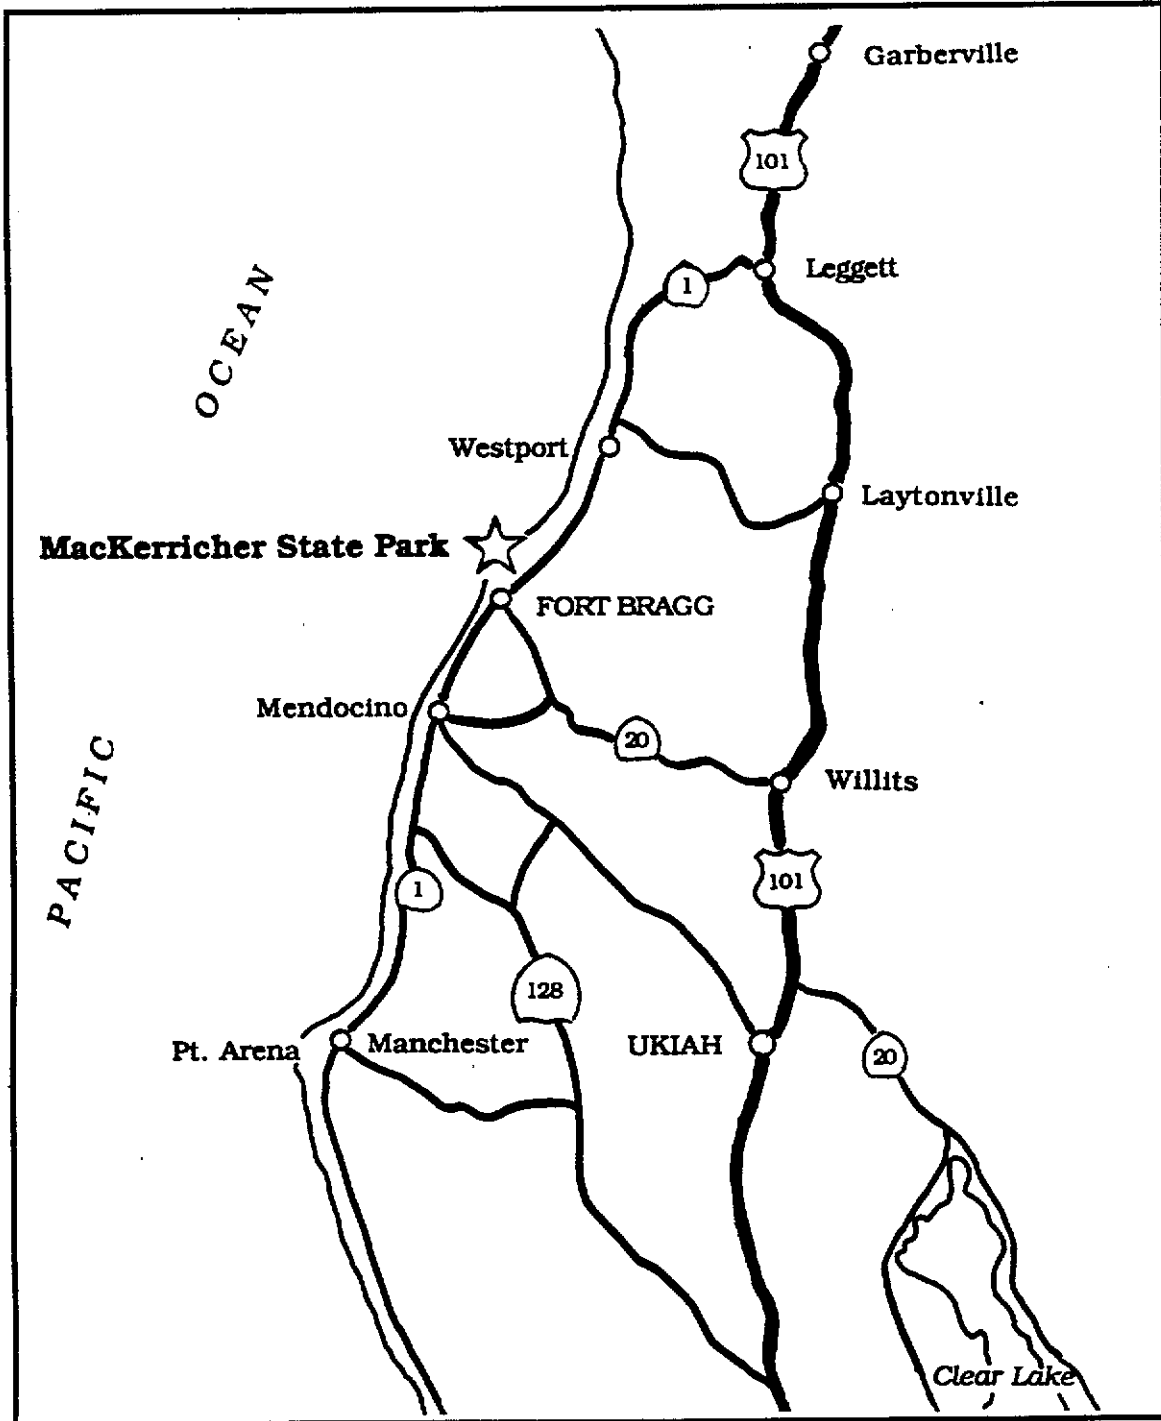 Garberville
101
Leggett
1
OCEAN
Westport
Laytonville
MacKerricher State Park
FORT BRAGG
Mendocino
20
Willits
PACIFIC
101
1
128
Pt. Arena
Manchester
UKIAH
20
Clear Lake